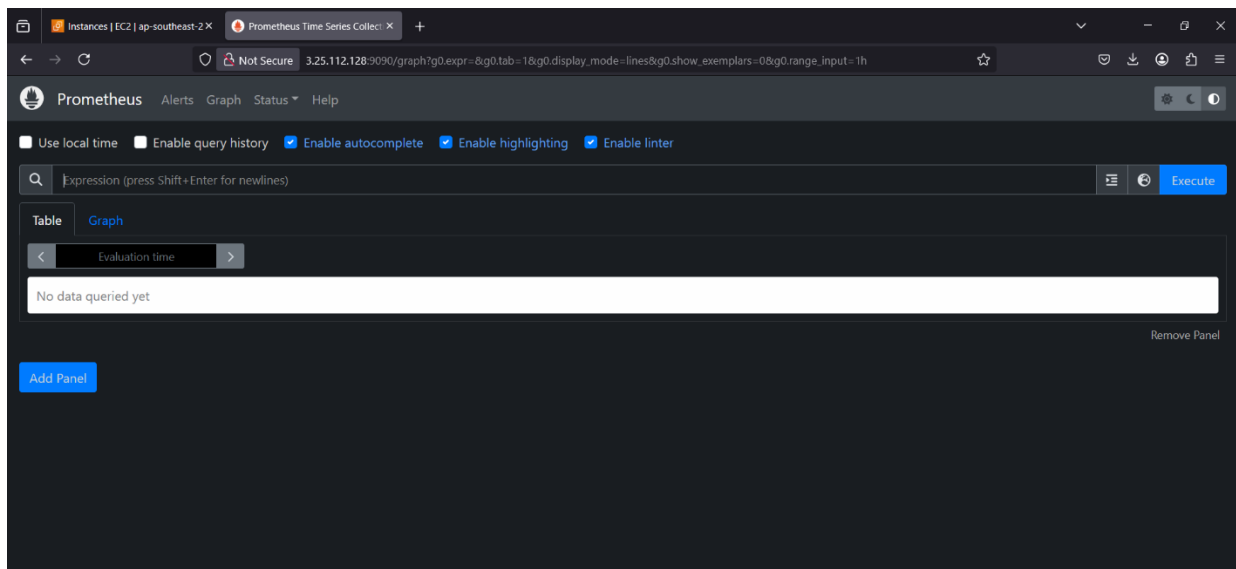 Instances | EC2 | ap-southeast-2
Prometheus Time Series Collect
Not Secure 3.25.112.128:9090/graph?g0.expr=&g0.tab=1&g0.display_mode=lines&g0.show_exemplars=0&g0.range_input=1h
Prometheus Alerts Graph Status Help
Use local time Enable query history Enable autocomplete Enable highlighting Enable linter
Expression (press Shift+Enter for newlines) Execute
Table Graph
Evaluation time
No data queried yet
Remove Panel
Add Panel